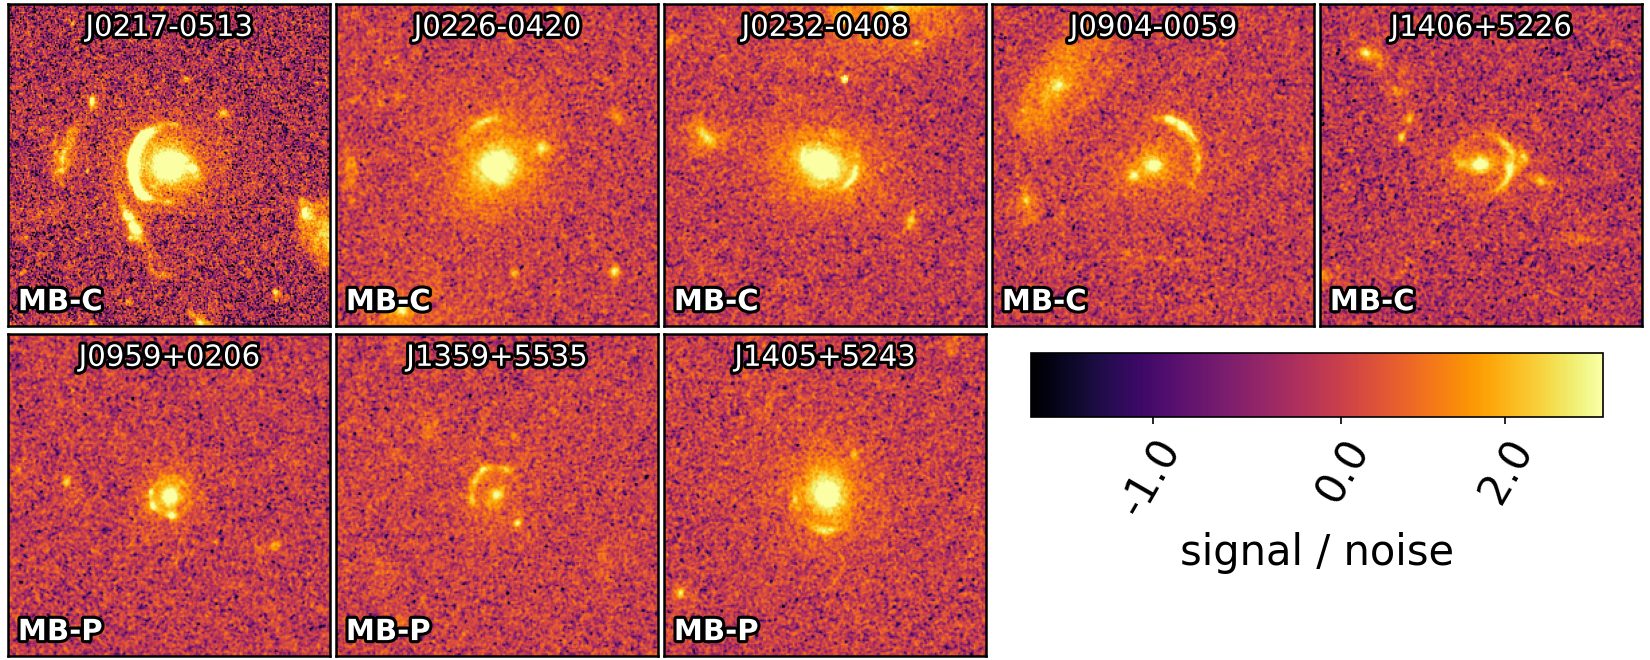 J0217-0513
J0226-0420
J0232-0408
J0904-0059
J1406+5226
MB-C
MB-C
MB-C
MB-C
MB-C
J0959+0206
J1359+5535
J1405+5243
MB-P
MB-P
MB-P
-1.0
0.0
2.0
signal / noise